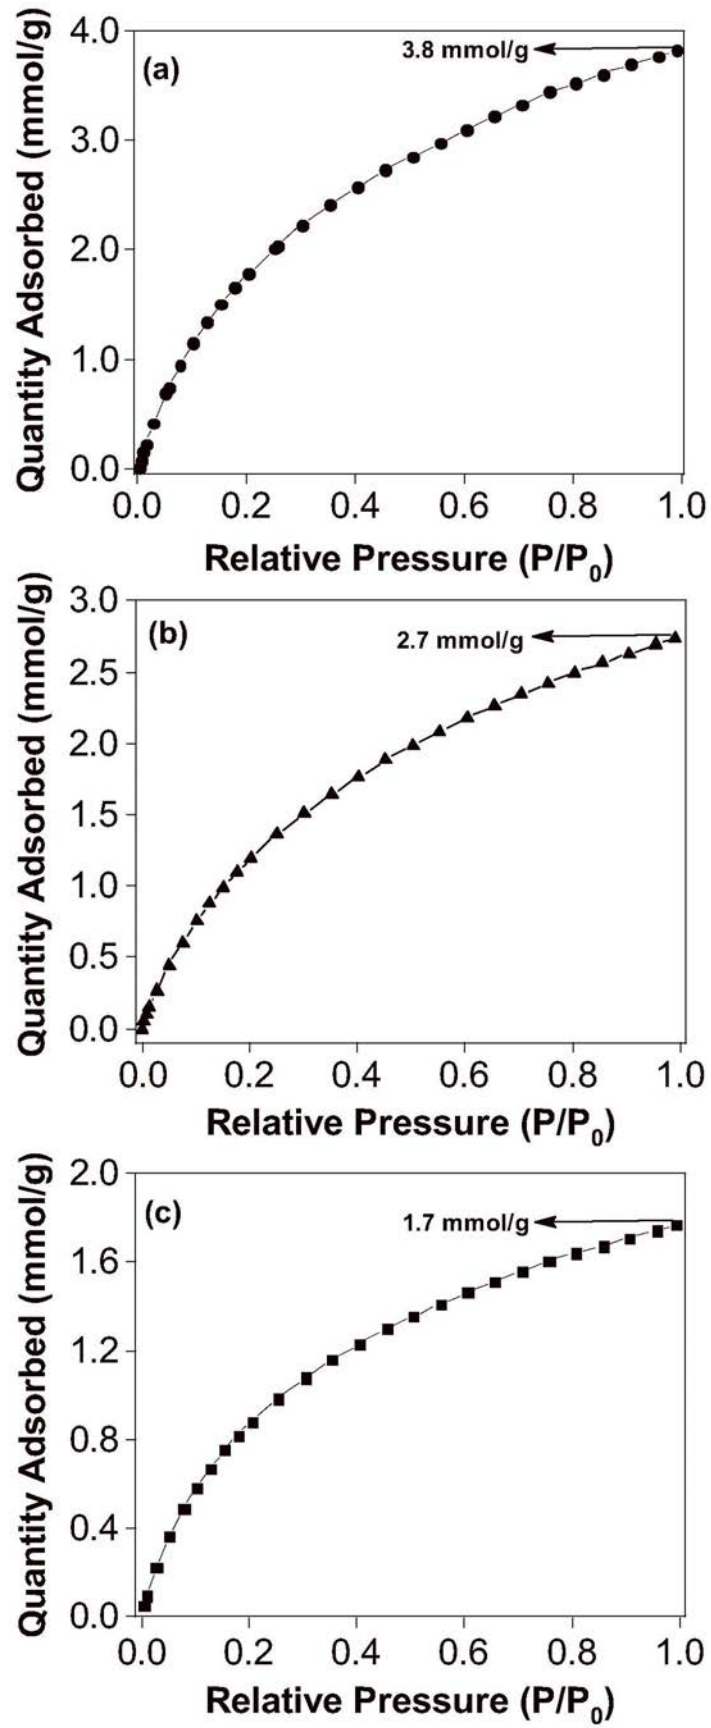 (a)
3.8 mmol/g
Quantity Adsorbed (mmol/g)
4.0
3.0
2.0
1.0
0.0
0.0 0.2 0.4 0.6 0.8 1.0
Relative Pressure (P/P0)
(b)
2.7 mmol/g
Quantity Adsorbed (mmol/g)
3.0
2.5
2.0
1.5
1.0
0.5
0.0
0.0 0.2 0.4 0.6 0.8 1.0
Relative Pressure (P/P0)
(c)
1.7 mmol/g
Quantity Adsorbed (mmol/g)
2.0
1.6
1.2
0.8
0.4
0.0
0.0 0.2 0.4 0.6 0.8 1.0
Relative Pressure (P/P0)